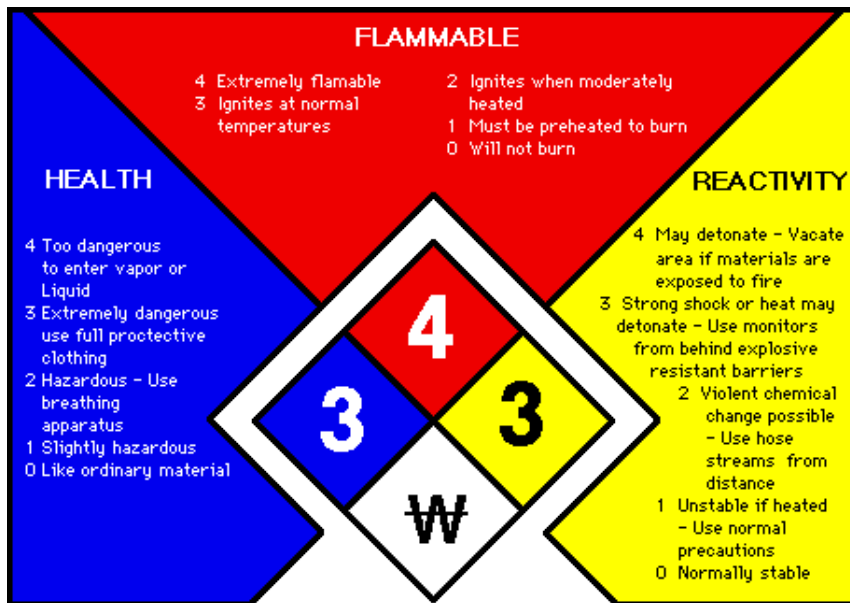 FLAMMABLE
4 Extremely flamable
3 Ignites at normal
temperatures
2 Ignites when moderately
heated
1 Must be preheated to burn
0 Will not burn
HEALTH
4 Too dangerous
to enter vapor or
Liquid
3 Extremely dangerous
use full proctective
clothing
2 Hazardous - Use
breathing
apparatus
1 Slightly hazardous
0 Like ordinary material
REACTIVITY
4 May detonate - Vacate
area if materials are
exposed to fire
3 Strong shock or heat may
detonate - Use monitors
from behind explosive
resistant barriers
2 Violent chemical
change possible
- Use hose
streams from
distance
1 Unstable if heated
- Use normal
precautions
0 Normally stable
4
3
3
W